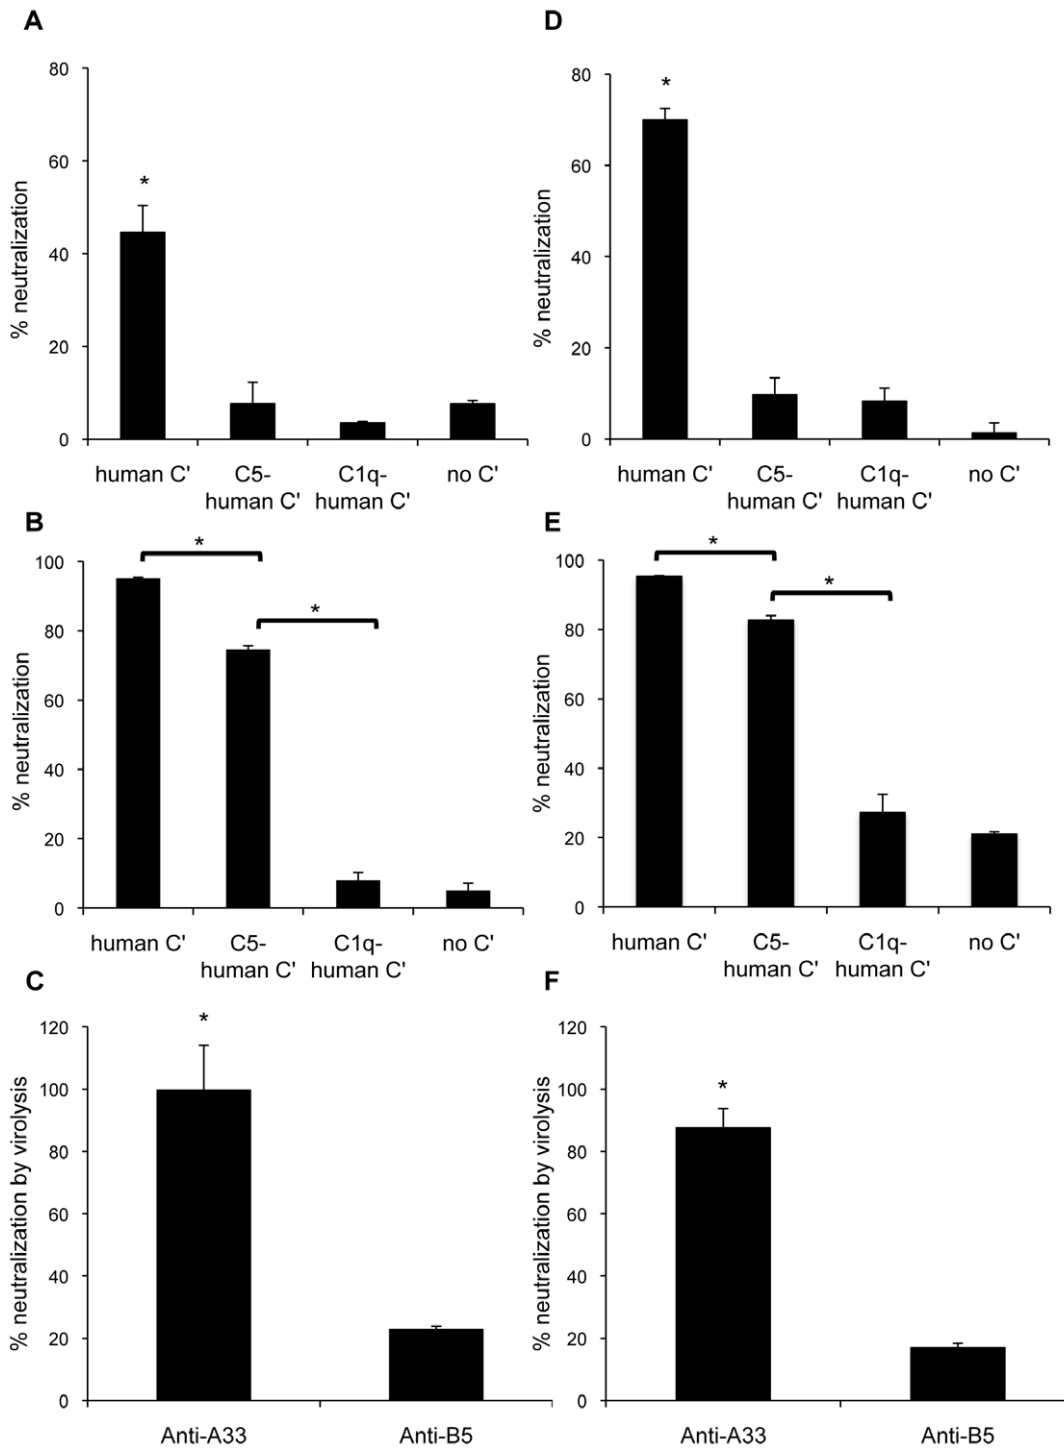 A
% neutralization
80
*
60
40
20
0
human C'
C5-
human C'
C1q-
human C'
no C'
D
% neutralization
80
*
60
40
20
0
human C'
C5-
human C'
C1q-
human C'
no C'
B
% neutralization
*
100
*
80
60
40
20
0
human C'
C5-
human C'
C1q-
human C'
no C'
E
% neutralization
*
100
*
80
60
40
20
0
human C'
C5-
human C'
C1q-
human C'
no C'
C
% neutralization by virolysis
*
120
100
80
60
40
20
0
Anti-A33
Anti-B5
F
% neutralization by virolysis
120
*
100
80
60
40
20
0
Anti-A33
Anti-B5